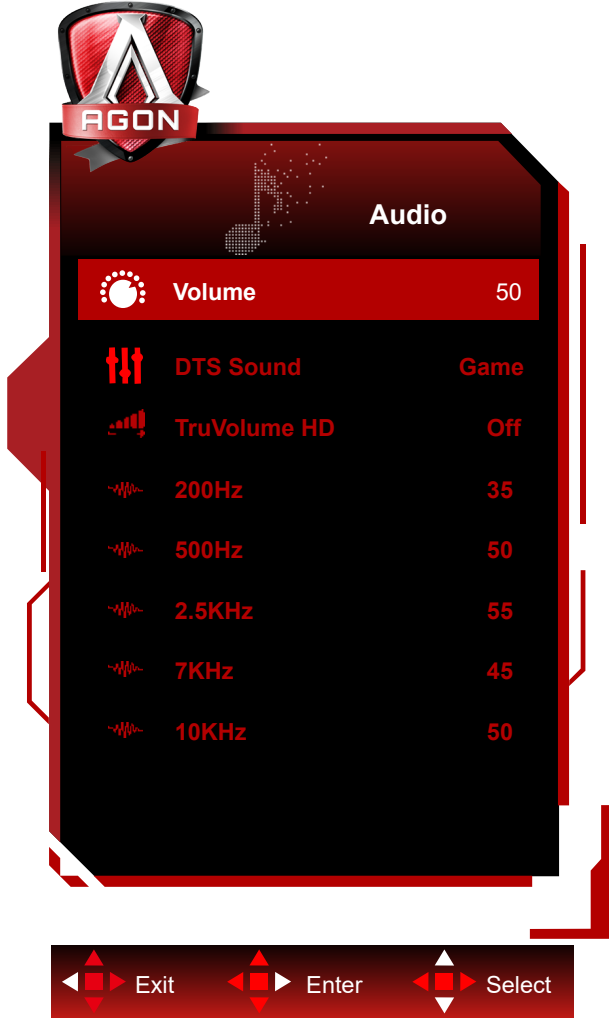 AGON
Audio
Volume 50
DTS Sound Game
TruVolume HD Off
200Hz 35
500Hz 50
2.5KHz 55
7KHz 45
10KHz 50
Exit Enter Select